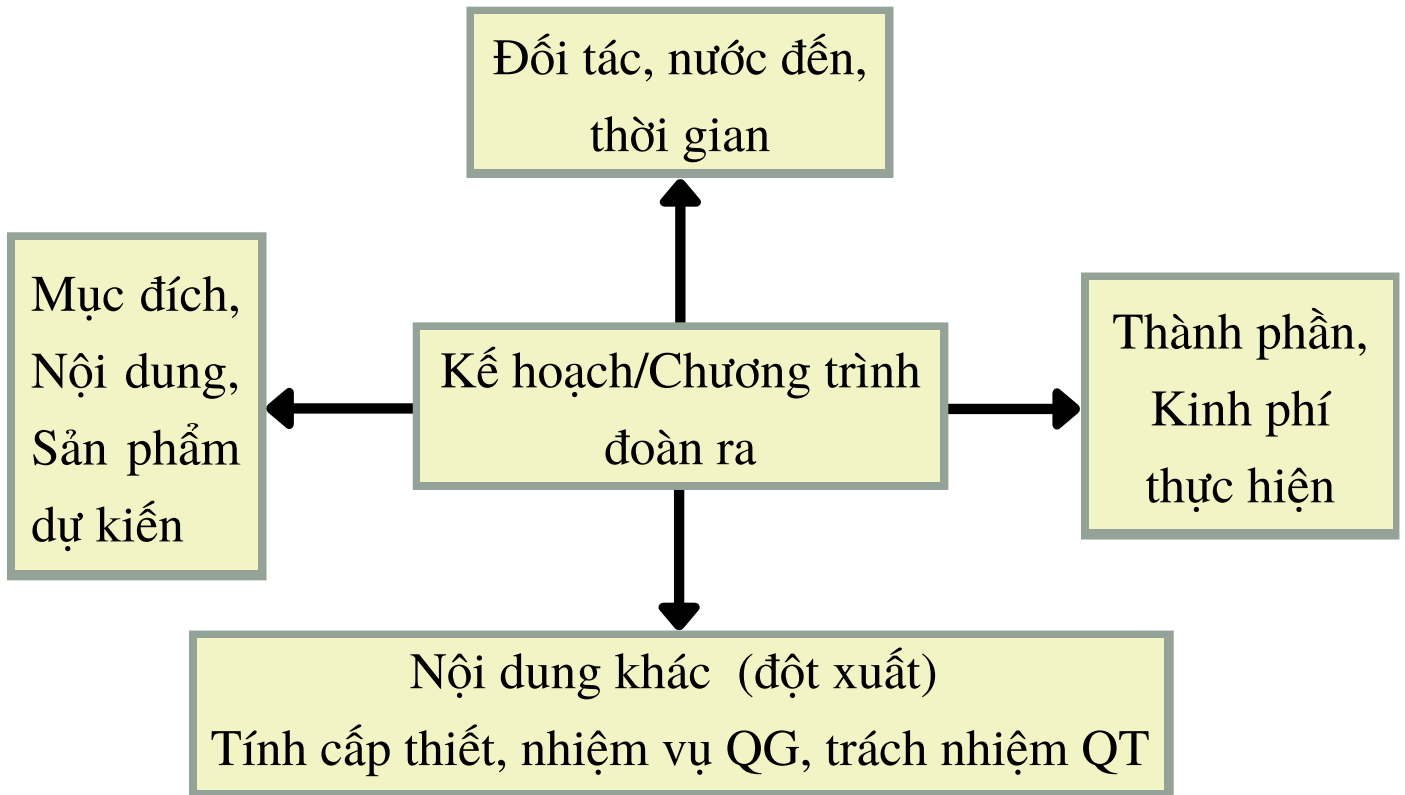 Đối tác, nước đến,
thời gian
Mục đích,
Nội dung,
Sản phẩm
dự kiến
Kế hoạch/Chương trình
đoàn ra
Thành phần,
Kinh phí
thực hiện
Nội dung khác (đột xuất)
Tính cấp thiết, nhiệm vụ QG, trách nhiệm QT